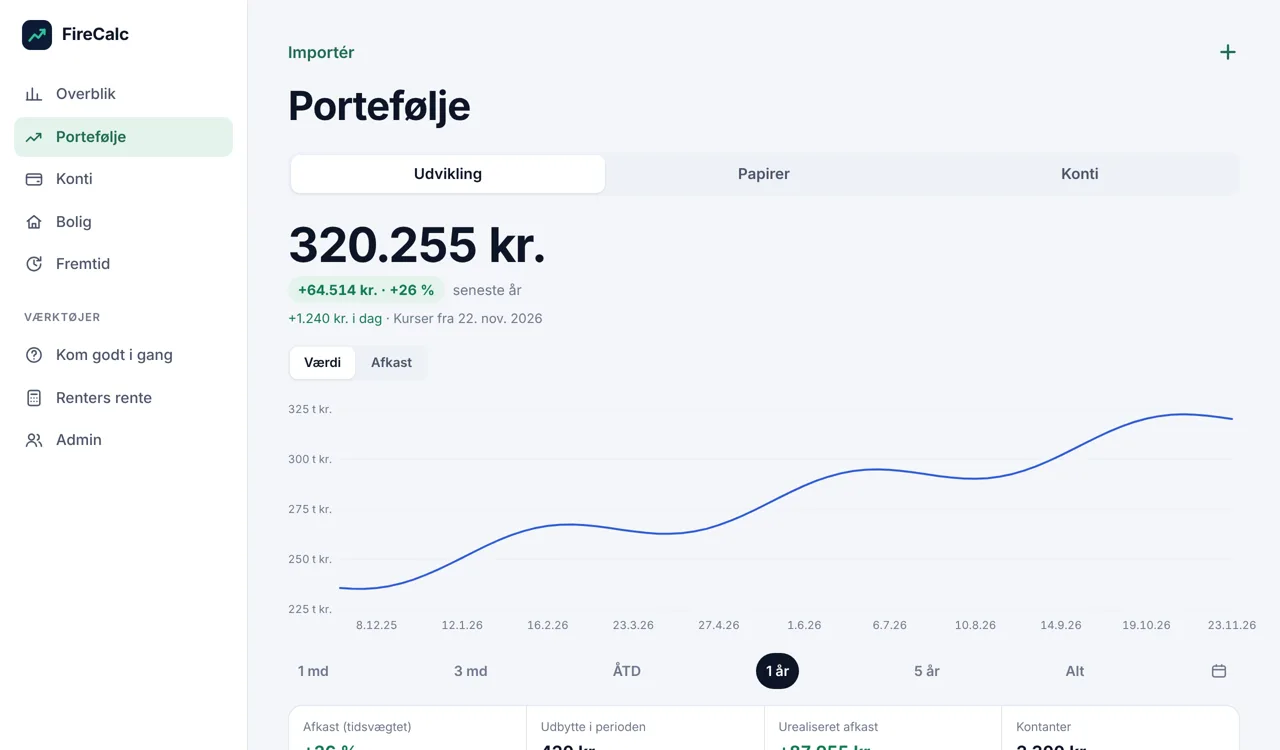 FireCalc
Overblik
Portefølje
Konti
Bolig
Fremtid
VÆRKTØJER
Kom godt i gang
Renters rente
Admin
Importér
Portefølje
Udvikling
Papirer
Konti
320.255 kr.
+64.514 kr. · +26 % seneste år
+1.240 kr. i dag · Kurser fra 22. nov. 2026
Værdi
Afkast
325 t kr.
300 t kr.
275 t kr.
250 t kr.
225 t kr.
8.12.25 12.1.26 16.2.26 23.3.26 27.4.26 1.6.26 6.7.26 10.8.26 14.9.26 19.10.26 23.11.26
1 md 3 md ÅTD 1 år 5 år Alt
Afkast (tidsvægtet) Udbytte i perioden Urealiseret afkast Kontanter
+26 %